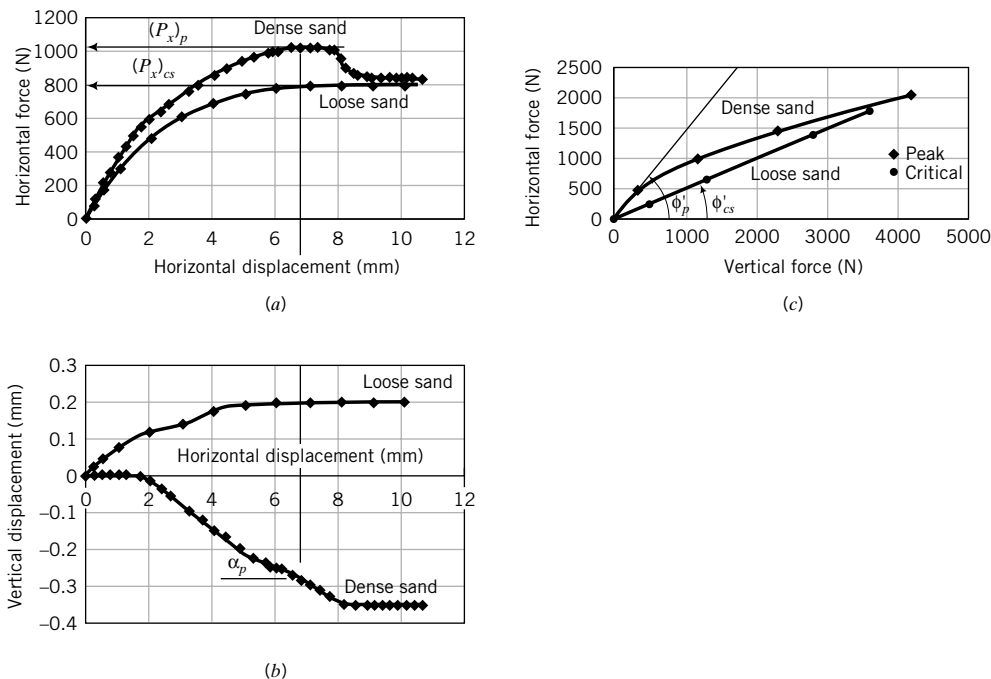 1200
1000
800
600
400
200
0
Horizontal force (N)
(Pₓ)ₚ
Dense sand
(Pₓ)cs
Loose sand
0 2 4 6 8 10 12
Horizontal displacement (mm)
(a)
2500
2000
1500
1000
500
0
Horizontal force (N)
Dense sand
Loose sand
Peak
Critical
ϕ′p ϕ′cs
0 1000 2000 3000 4000 5000
Vertical force (N)
(c)
0.3
0.2
0.1
0
–0.1
–0.2
–0.3
–0.4
Vertical displacement (mm)
Loose sand
Horizontal displacement (mm)
0 2 4 6 8 10 12
αp
Dense sand
(b)